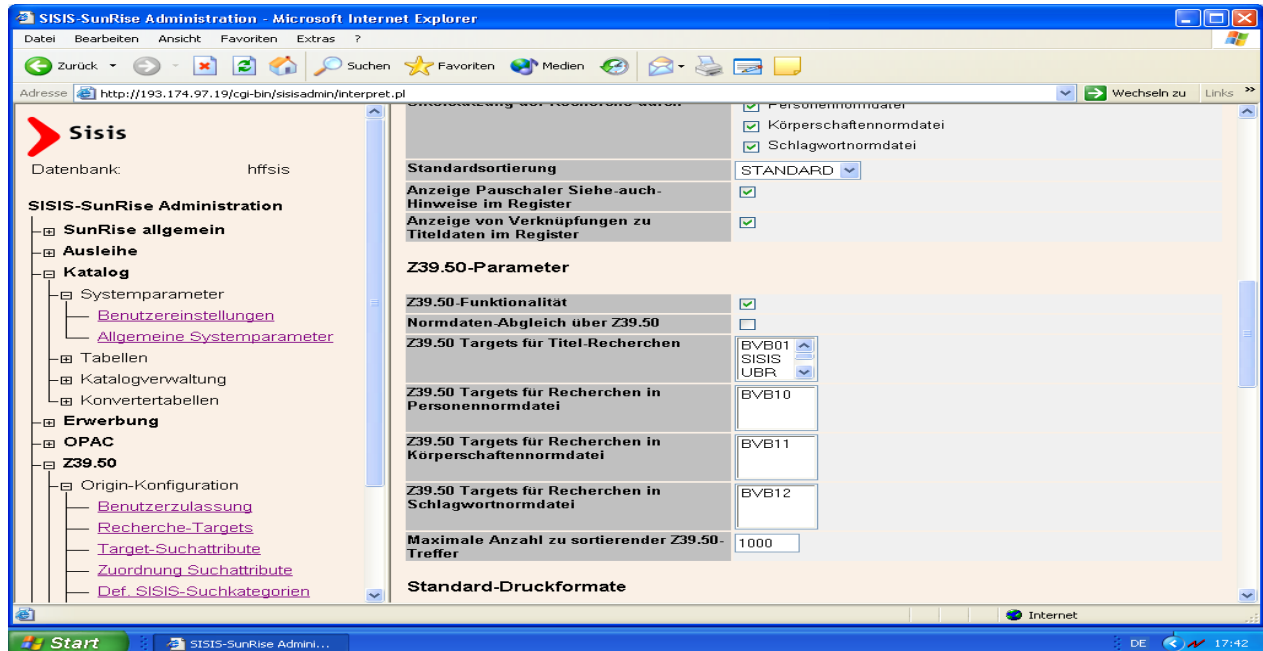 SISIS-SunRise Administration - Microsoft Internet Explorer
Datei Bearbeiten Ansicht Favoriten Extras ?
Zurück Suchen Favoriten Medien
Adresse http://193.174.97.19/cgi-bin/sisisadmin/interpret.pl Wechseln zu Links »
Sisis
Datenbank: hffsis
SISIS-SunRise Administration
SunRise allgemein
Ausleihe
Katalog
Systemparameter
Benutzereinstellungen
Allgemeine Systemparameter
Tabellen
Katalogverwaltung
Konvertertabellen
Erwerbung
OPAC
Z39.50
Origin-Konfiguration
Benutzerzulassung
Recherche-Targets
Target-Suchattribute
Zuordnung Suchattribute
Def. SISIS-Suchkategorien
Unterstützung der Recherche durch Personennormdatei
Körperschaftennormdatei
Schlagwortnormdatei
Standardsortierung STANDARD
Anzeige Pauschaler Siehe-auch-
Hinweise im Register
Anzeige von Verknüpfungen zu
Titeldaten im Register
Z39.50-Parameter
Z39.50-Funktionalität
Normdaten-Abgleich über Z39.50
Z39.50 Targets für Titel-Recherchen BVB01
SISIS
UBR
Z39.50 Targets für Recherchen in
Personennormdatei BVB10
Z39.50 Targets für Recherchen in
Körperschaftennormdatei BVB11
Z39.50 Targets für Recherchen in
Schlagwortnormdatei BVB12
Maximale Anzahl zu sortierender Z39.50-
Treffer 1000
Standard-Druckformate
Internet
Start SISIS-SunRise Admini... DE 17:42